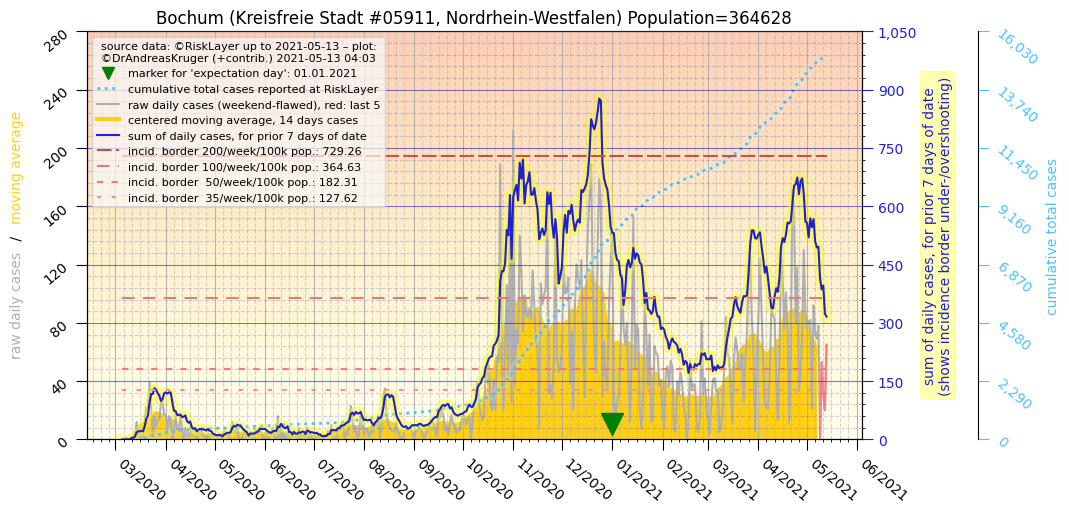 Bochum (Kreisfreie Stadt #05911, Nordrhein-Westfalen) Population=364628
source data: ©RiskLayer up to 2021-05-13 – plot:
©DrAndreasKruger (+contrib.) 2021-05-13 04:03
marker for 'expectation day': 01.01.2021
cumulative total cases reported at RiskLayer
raw daily cases (weekend-flawed), red: last 5
centered moving average, 14 days cases
sum of daily cases, for prior 7 days of date
incid. border 200/week/100k pop.: 729.26
incid. border 100/week/100k pop.: 364.63
incid. border  50/week/100k pop.: 182.31
incid. border  35/week/100k pop.: 127.62
raw daily cases  /  moving average
280
240
200
160
120
80
40
0
03/2020
04/2020
05/2020
06/2020
07/2020
08/2020
09/2020
10/2020
11/2020
12/2020
01/2021
02/2021
03/2021
04/2021
05/2021
06/2021
1,050
900
750
600
450
300
150
0
sum of daily cases, for prior 7 days of date
(shows incidence border under-/overshooting)
16,030
13,740
11,450
9,160
6,870
4,580
2,290
0
cumulative total cases